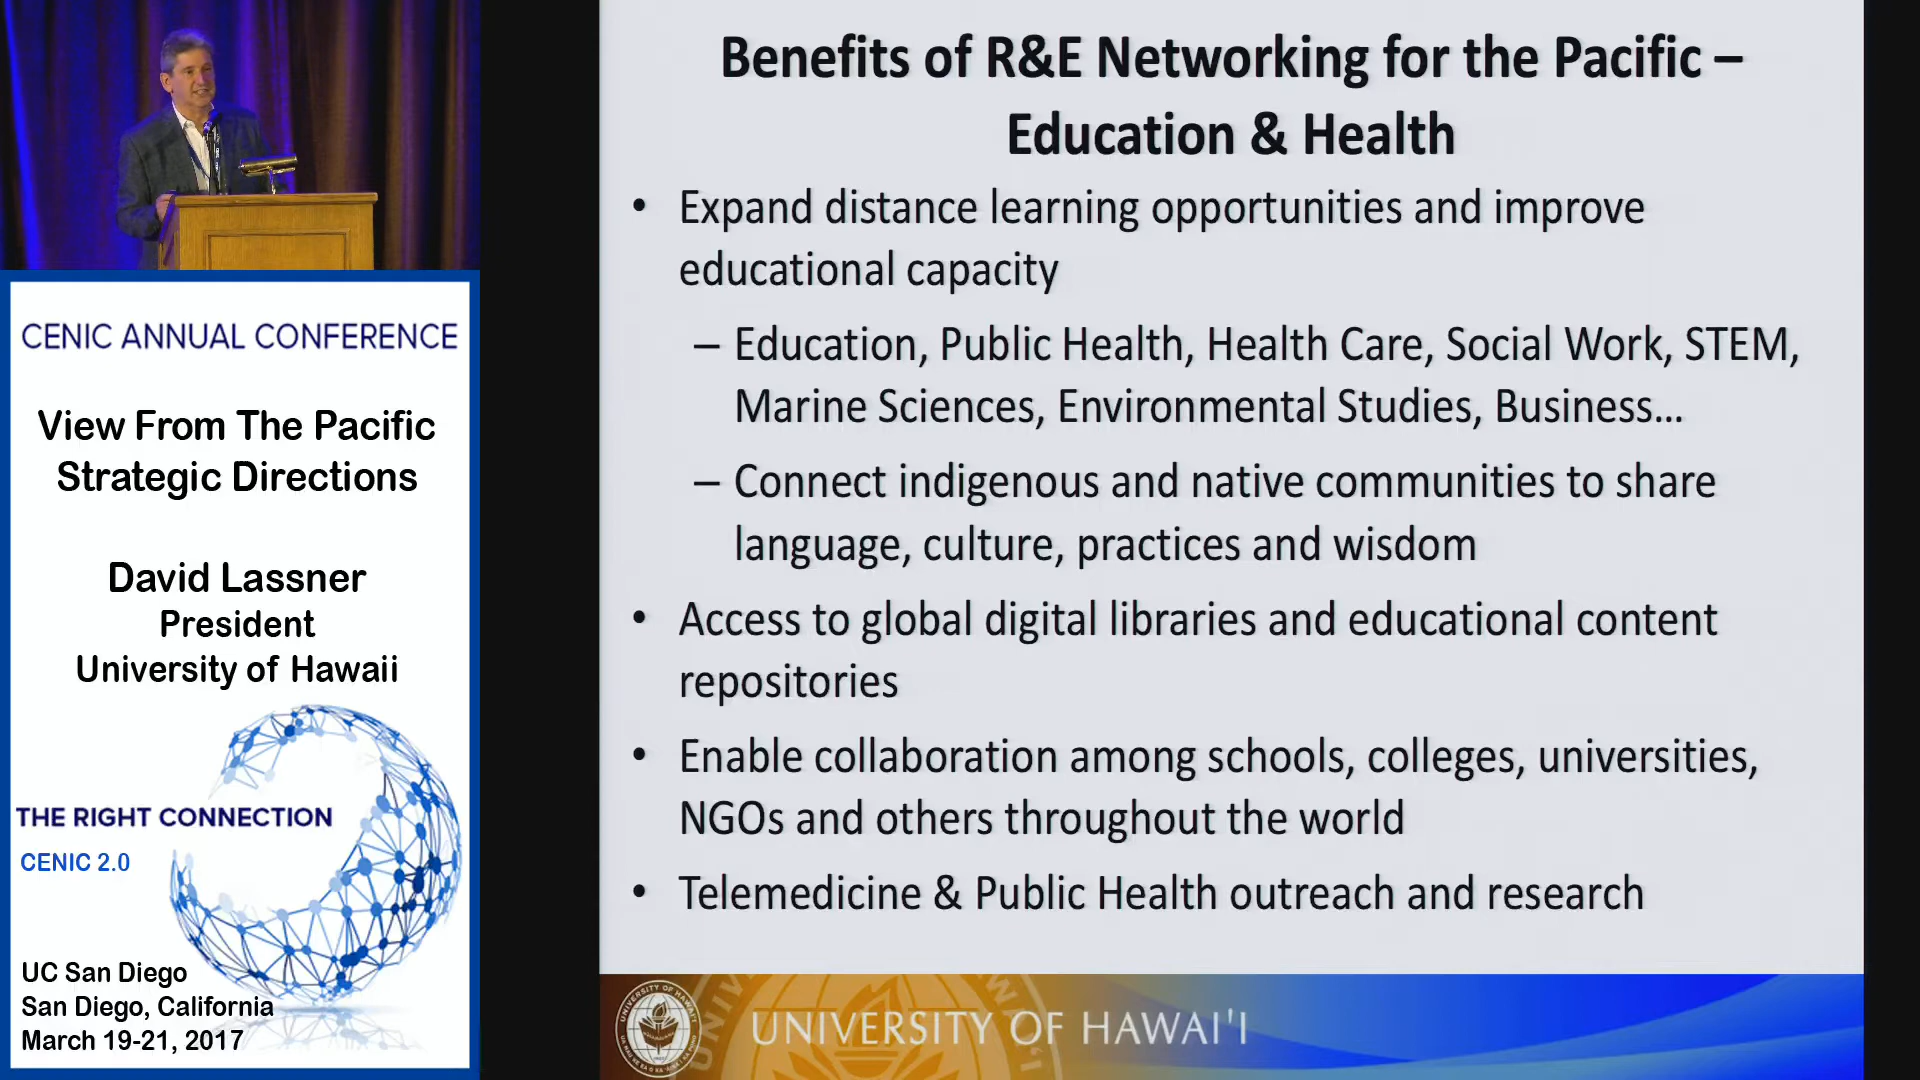 CENIC ANNUAL CONFERENCE
View From The Pacific
Strategic Directions
David Lassner
President
University of Hawaii
THE RIGHT CONNECTION
CENIC 2.0
UC San Diego
San Diego, California
March 19-21, 2017
Benefits of R&E Networking for the Pacific –
Education & Health
• Expand distance learning opportunities and improve
educational capacity
– Education, Public Health, Health Care, Social Work, STEM,
Marine Sciences, Environmental Studies, Business...
– Connect indigenous and native communities to share
language, culture, practices and wisdom
• Access to global digital libraries and educational content
repositories
• Enable collaboration among schools, colleges, universities,
NGOs and others throughout the world
• Telemedicine & Public Health outreach and research
UNIVERSITY OF HAWAI'I